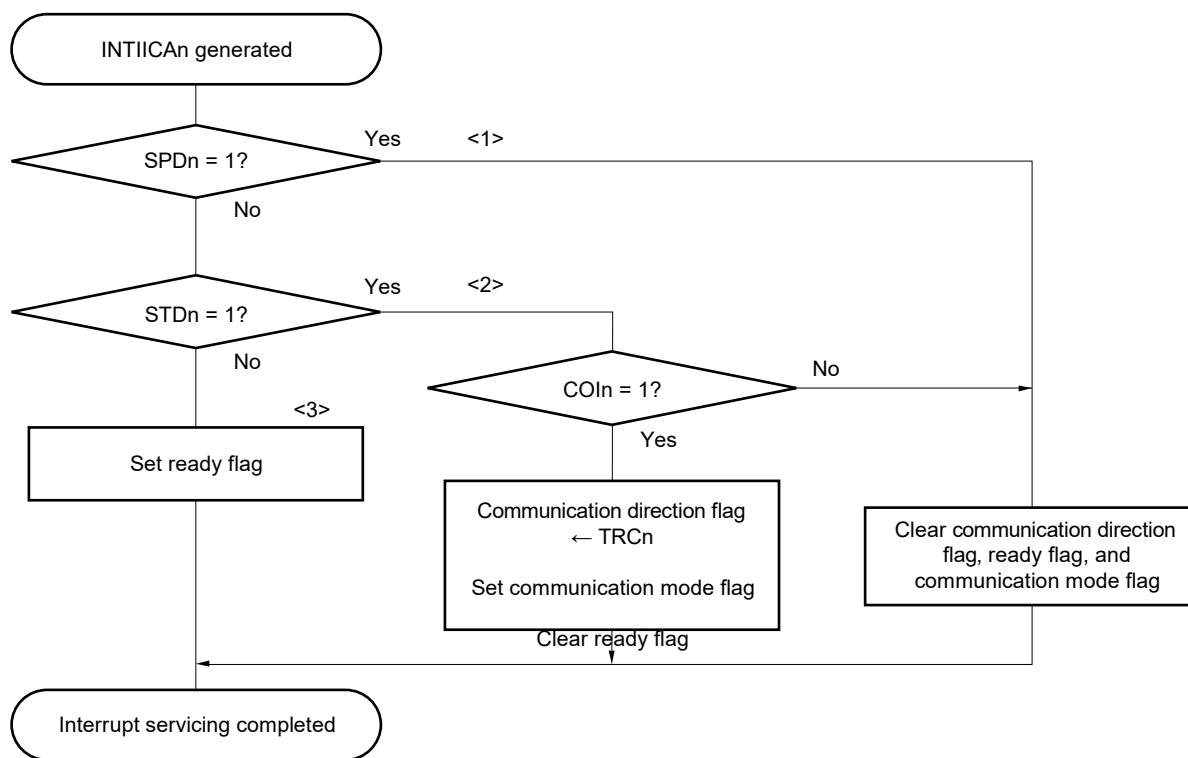 INTIICAn generated
Yes <1>
SPDn = 1?
No
Yes <2>
STDn = 1?
No
No
COIn = 1?
<3>
Yes
Set ready flag
Communication direction flag
← TRCn
Set communication mode flag
Clear ready flag
Clear communication direction
flag, ready flag, and
communication mode flag
Interrupt servicing completed